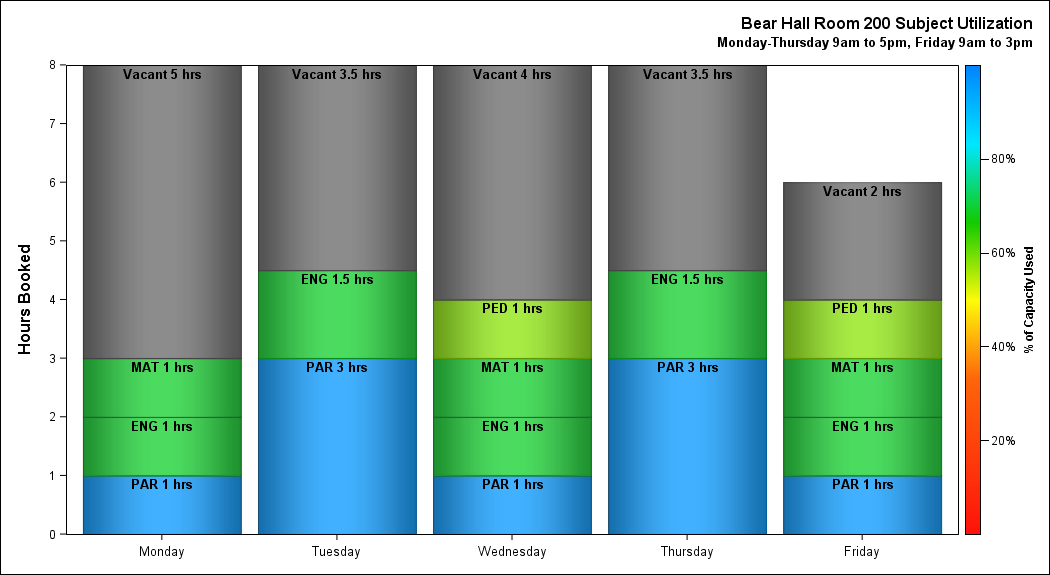 Bear Hall Room 200 Subject Utilization
Monday-Thursday 9am to 5pm, Friday 9am to 3pm
Hours Booked
8
7
6
5
4
3
2
1
0
Vacant 5 hrs
MAT 1 hrs
ENG 1 hrs
PAR 1 hrs
Vacant 3.5 hrs
ENG 1.5 hrs
PAR 3 hrs
Vacant 4 hrs
PED 1 hrs
MAT 1 hrs
ENG 1 hrs
PAR 1 hrs
Vacant 3.5 hrs
ENG 1.5 hrs
PAR 3 hrs
Vacant 2 hrs
PED 1 hrs
MAT 1 hrs
ENG 1 hrs
PAR 1 hrs
Monday
Tuesday
Wednesday
Thursday
Friday
80%
60%
40%
20%
% of Capacity Used